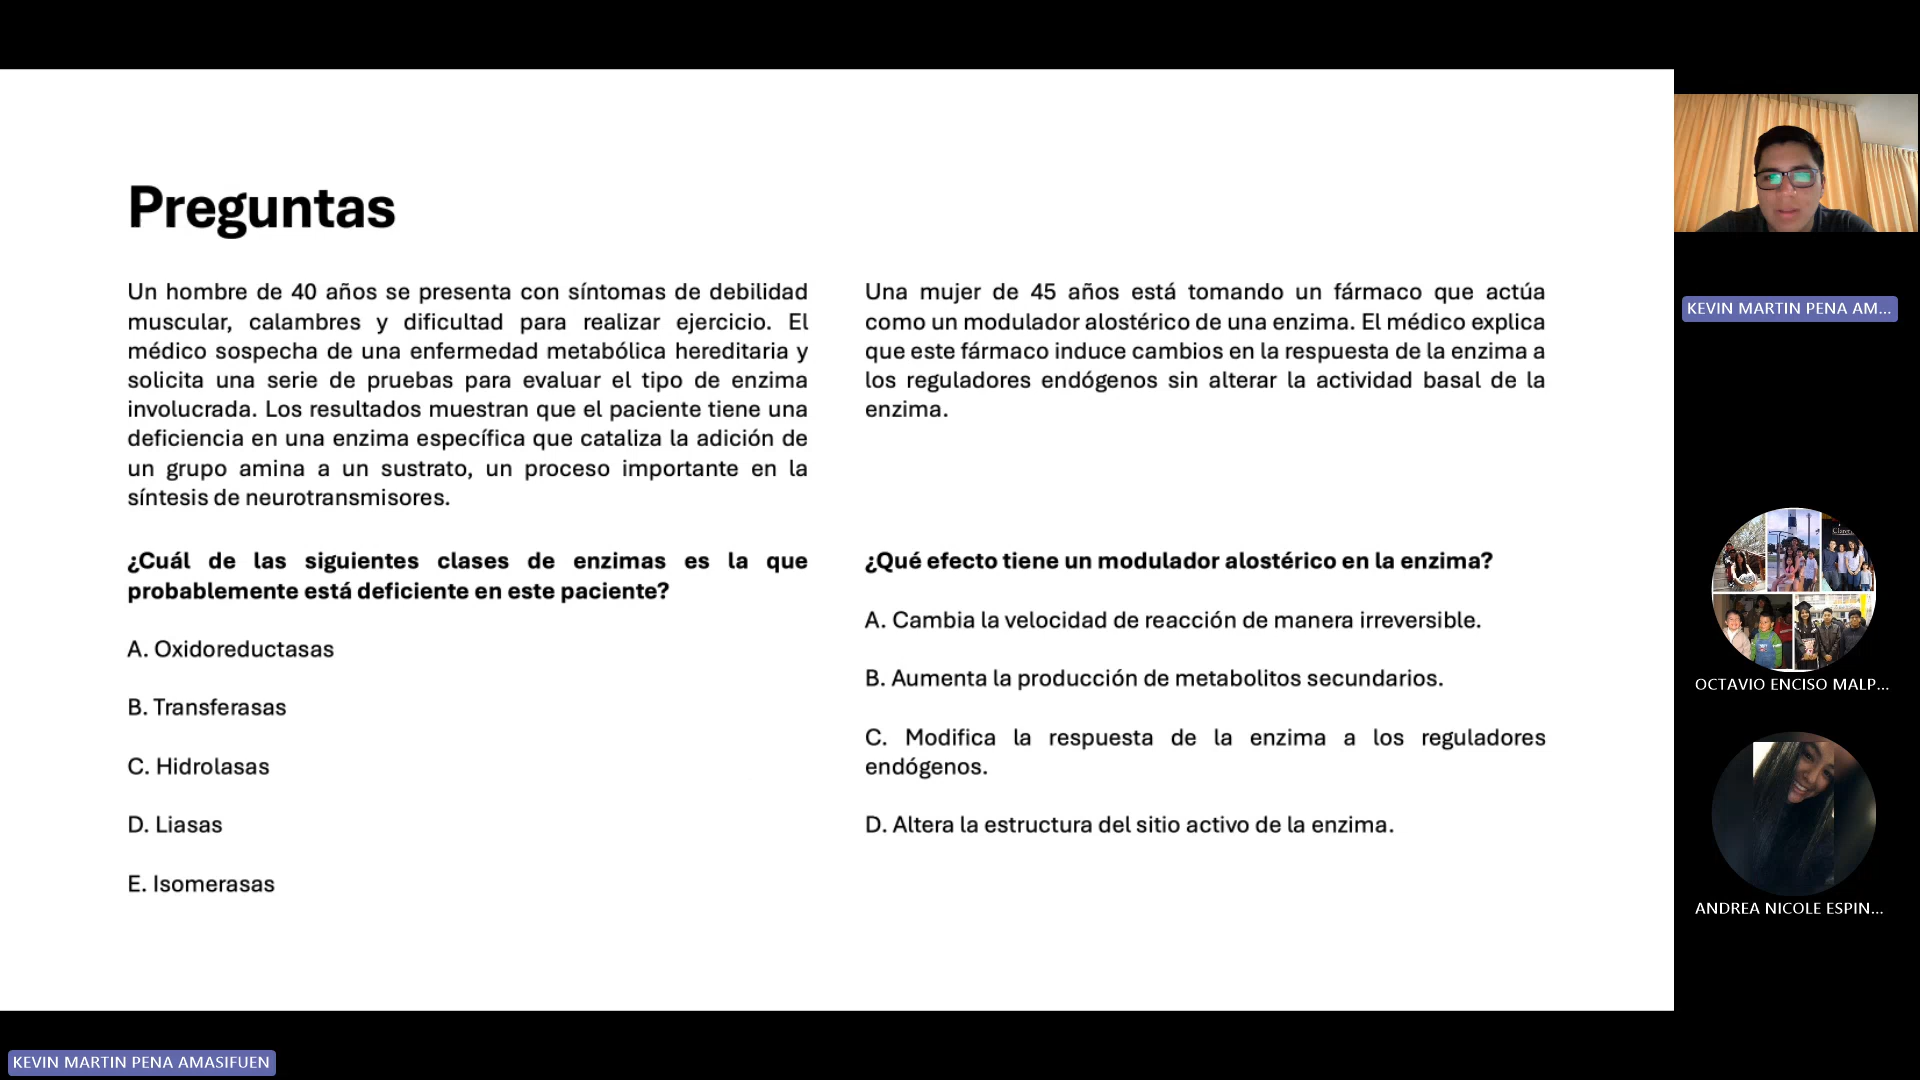 Preguntas
Un hombre de 40 años se presenta con síntomas de debilidad
muscular, calambres y dificultad para realizar ejercicio. El
médico sospecha de una enfermedad metabólica hereditaria y
solicita una serie de pruebas para evaluar el tipo de enzima
involucrada. Los resultados muestran que el paciente tiene una
deficiencia en una enzima específica que cataliza la adición de
un grupo amina a un sustrato, un proceso importante en la
síntesis de neurotransmisores.
¿Cuál de las siguientes clases de enzimas es la que
probablemente está deficiente en este paciente?
A. Oxidoreductasas
B. Transferasas
C. Hidrolasas
D. Liasas
E. Isomerasas
Una mujer de 45 años está tomando un fármaco que actúa
como un modulador alostérico de una enzima. El médico explica
que este fármaco induce cambios en la respuesta de la enzima a
los reguladores endógenos sin alterar la actividad basal de la
enzima.
¿Qué efecto tiene un modulador alostérico en la enzima?
A. Cambia la velocidad de reacción de manera irreversible.
B. Aumenta la producción de metabolitos secundarios.
C. Modifica la respuesta de la enzima a los reguladores
endógenos.
D. Altera la estructura del sitio activo de la enzima.
KEVIN MARTIN PENA AM...
OCTAVIO ENCISO MALP...
ANDREA NICOLE ESPIN...
KEVIN MARTIN PENA AMASIFUEN